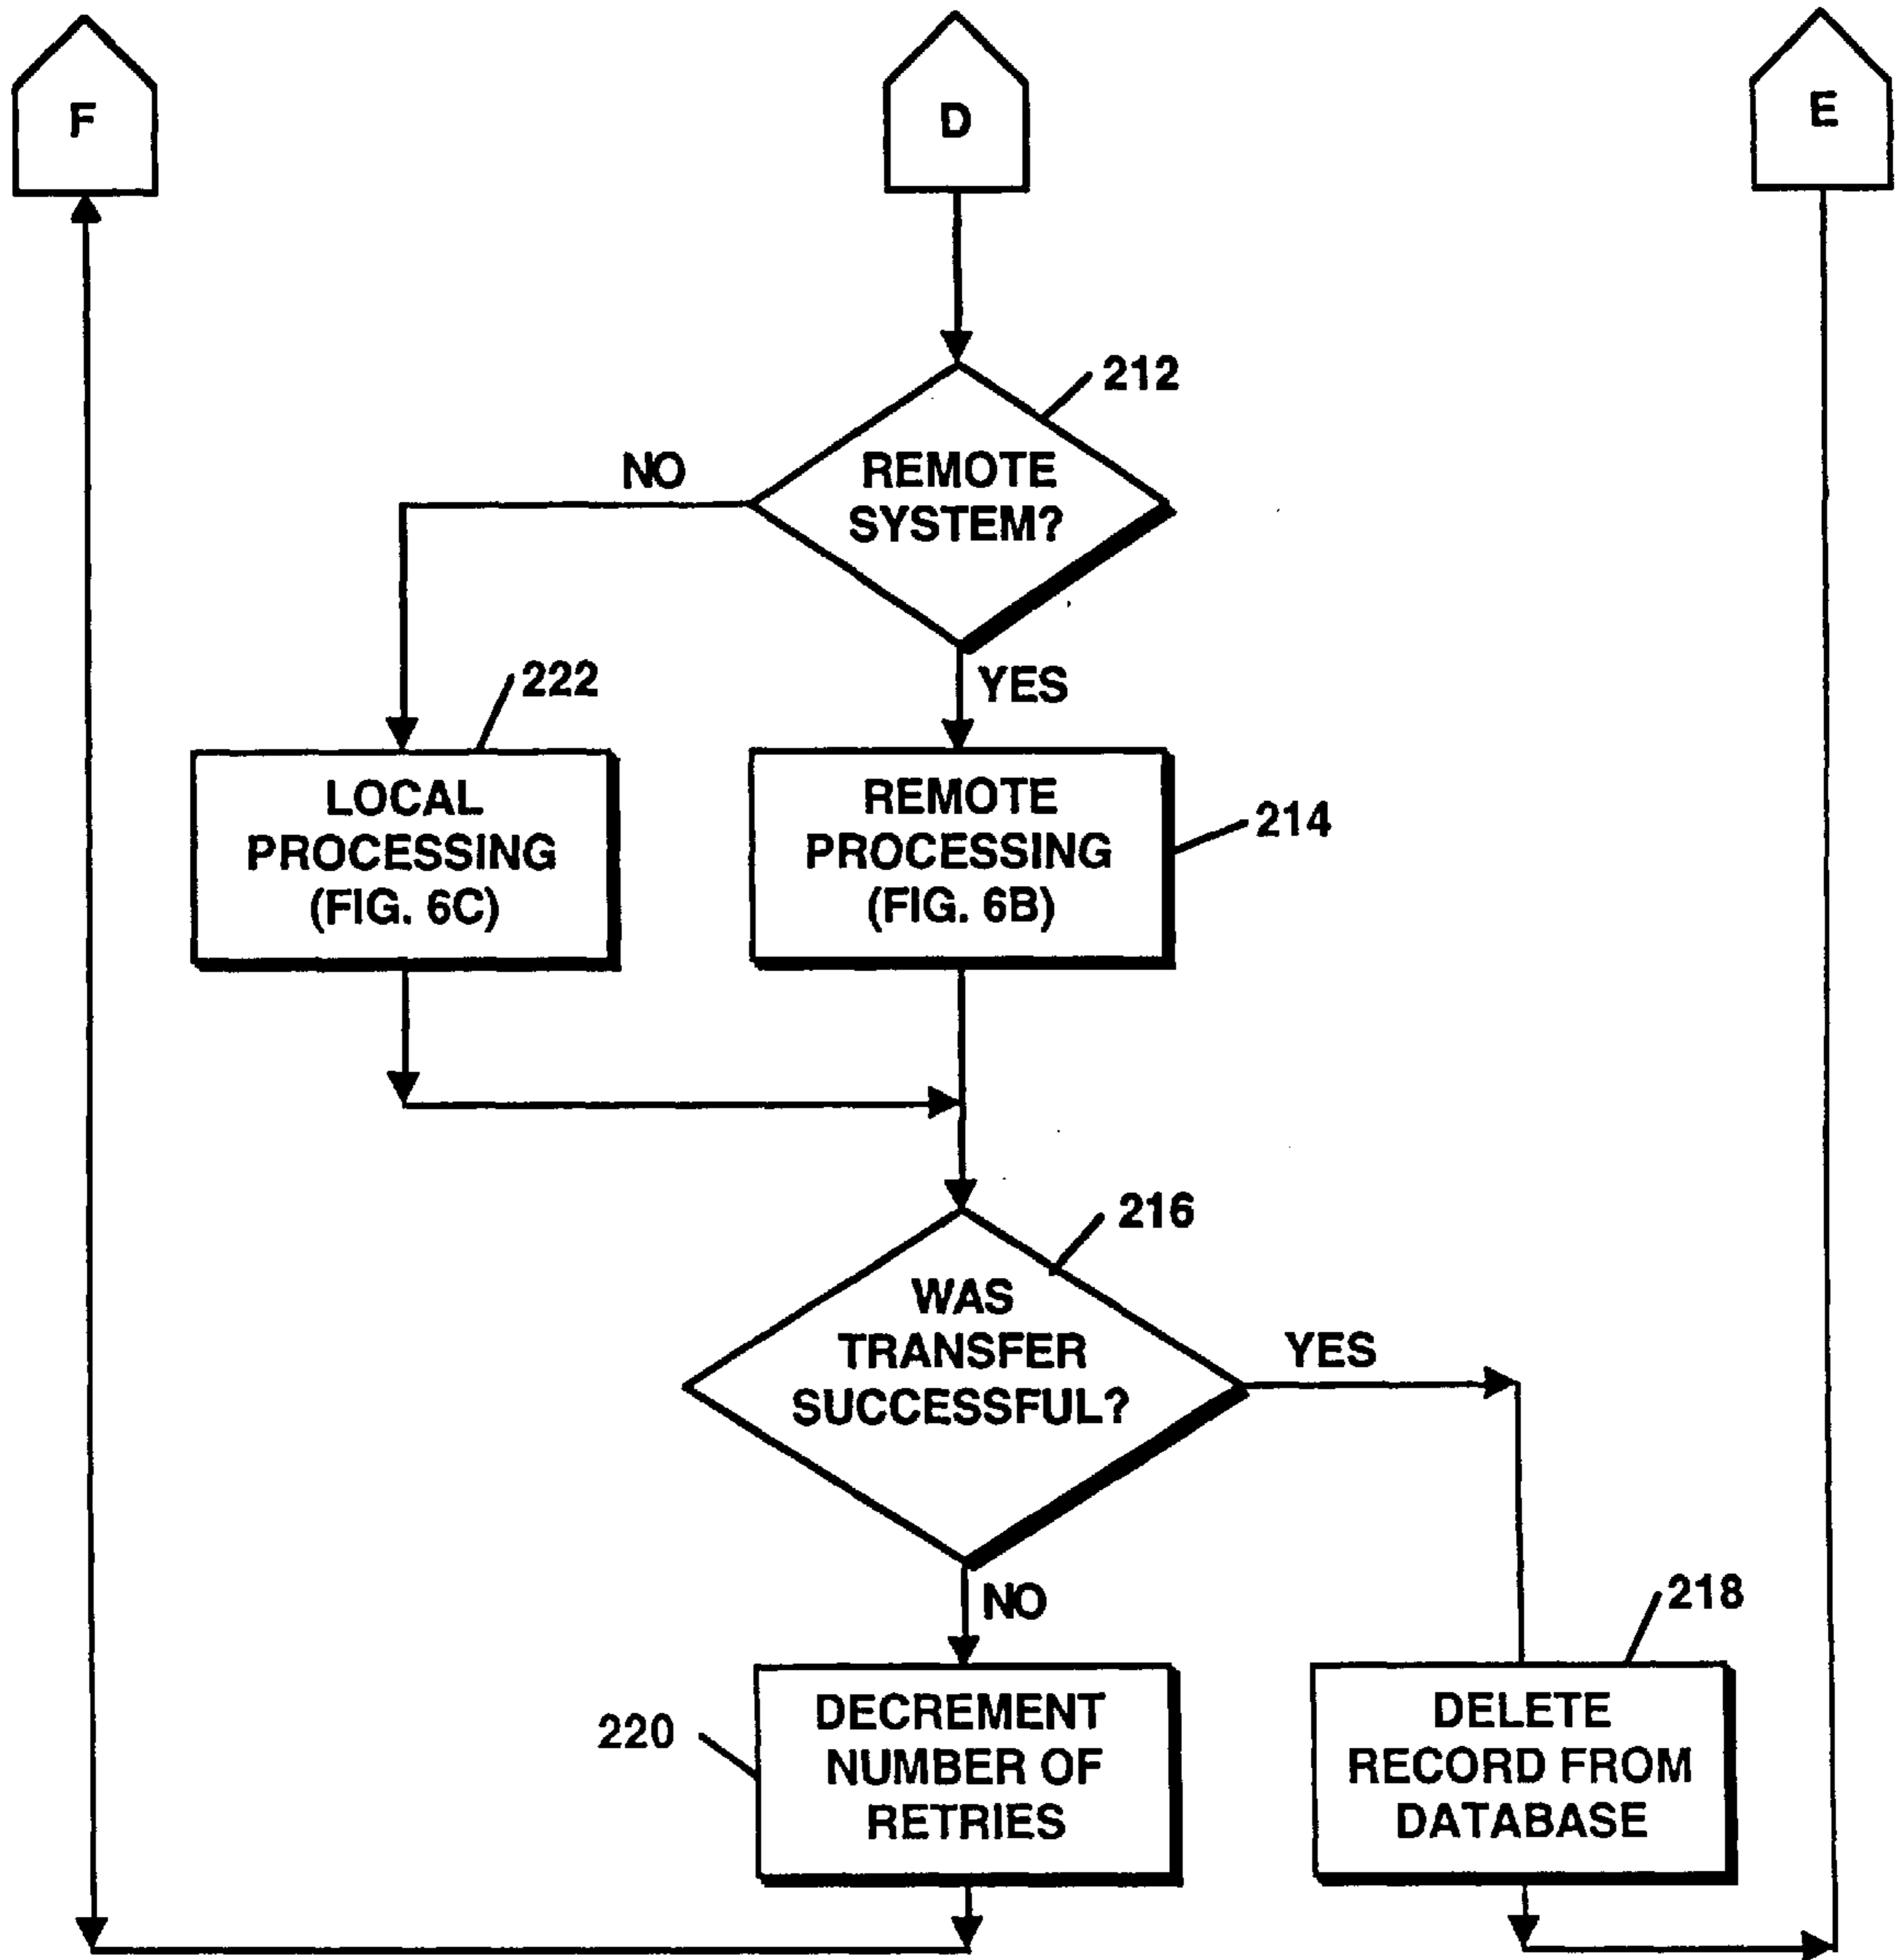 F
D
E
212
NO
REMOTE
SYSTEM?
YES
222
LOCAL
PROCESSING
(FIG. 6C)
REMOTE
PROCESSING
(FIG. 6B)
214
216
WAS
TRANSFER
SUCCESSFUL?
YES
NO
218
220
DECREMENT
NUMBER OF
RETRIES
DELETE
RECORD FROM
DATABASE